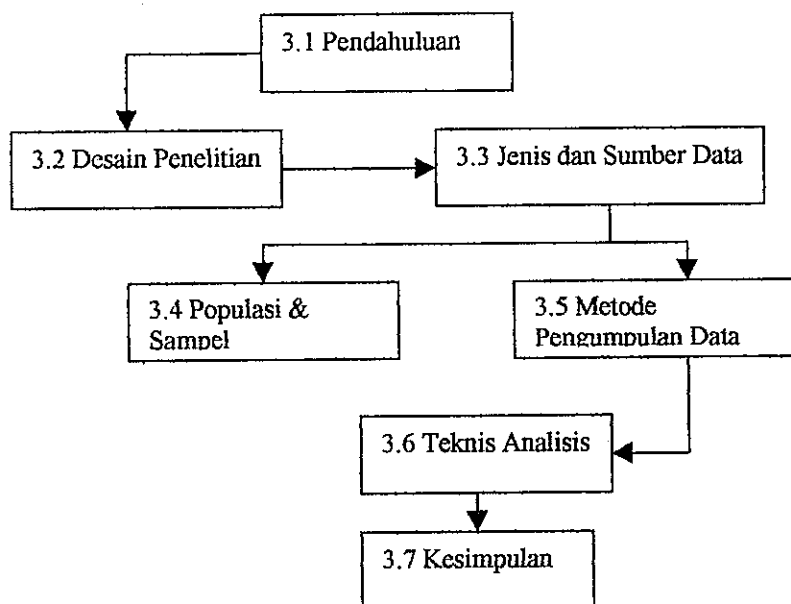 3.1 Pendahuluan
3.2 Desain Penelitian
3.3 Jenis dan Sumber Data
3.4 Populasi &
Sampel
3.5 Metode
Pengumpulan Data
3.6 Teknis Analisis
3.7 Kesimpulan